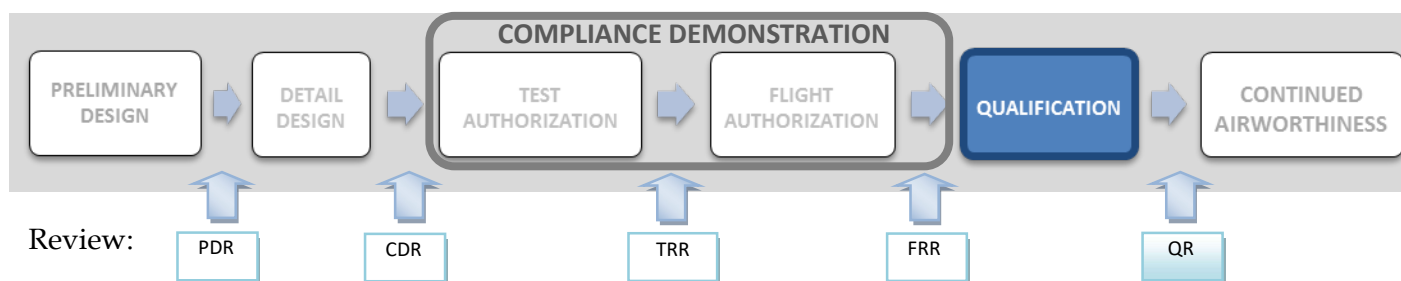 COMPLIANCE DEMONSTRATION
PRELIMINARY
DESIGN
DETAIL
DESIGN
TEST
AUTHORIZATION
FLIGHT
AUTHORIZATION
QUALIFICATION
CONTINUED
AIRWORTHINESS
Review:
PDR
CDR
TRR
FRR
QR